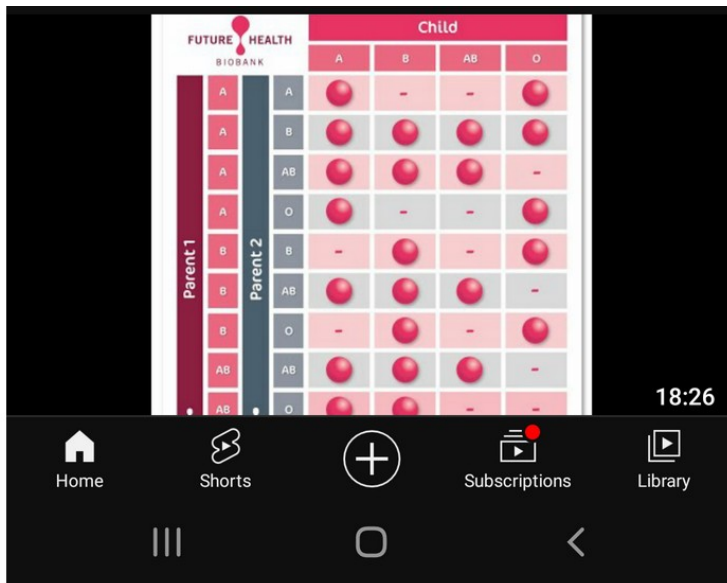 FUTURE HEALTH
BIOBANK
Child
A B AB O
Parent 1
Parent 2
A A - -
A B
A AB -
A O - -
B B - -
B AB -
B O - -
AB AB -
AB O - -
18:26
Home
Shorts
Subscriptions
Library